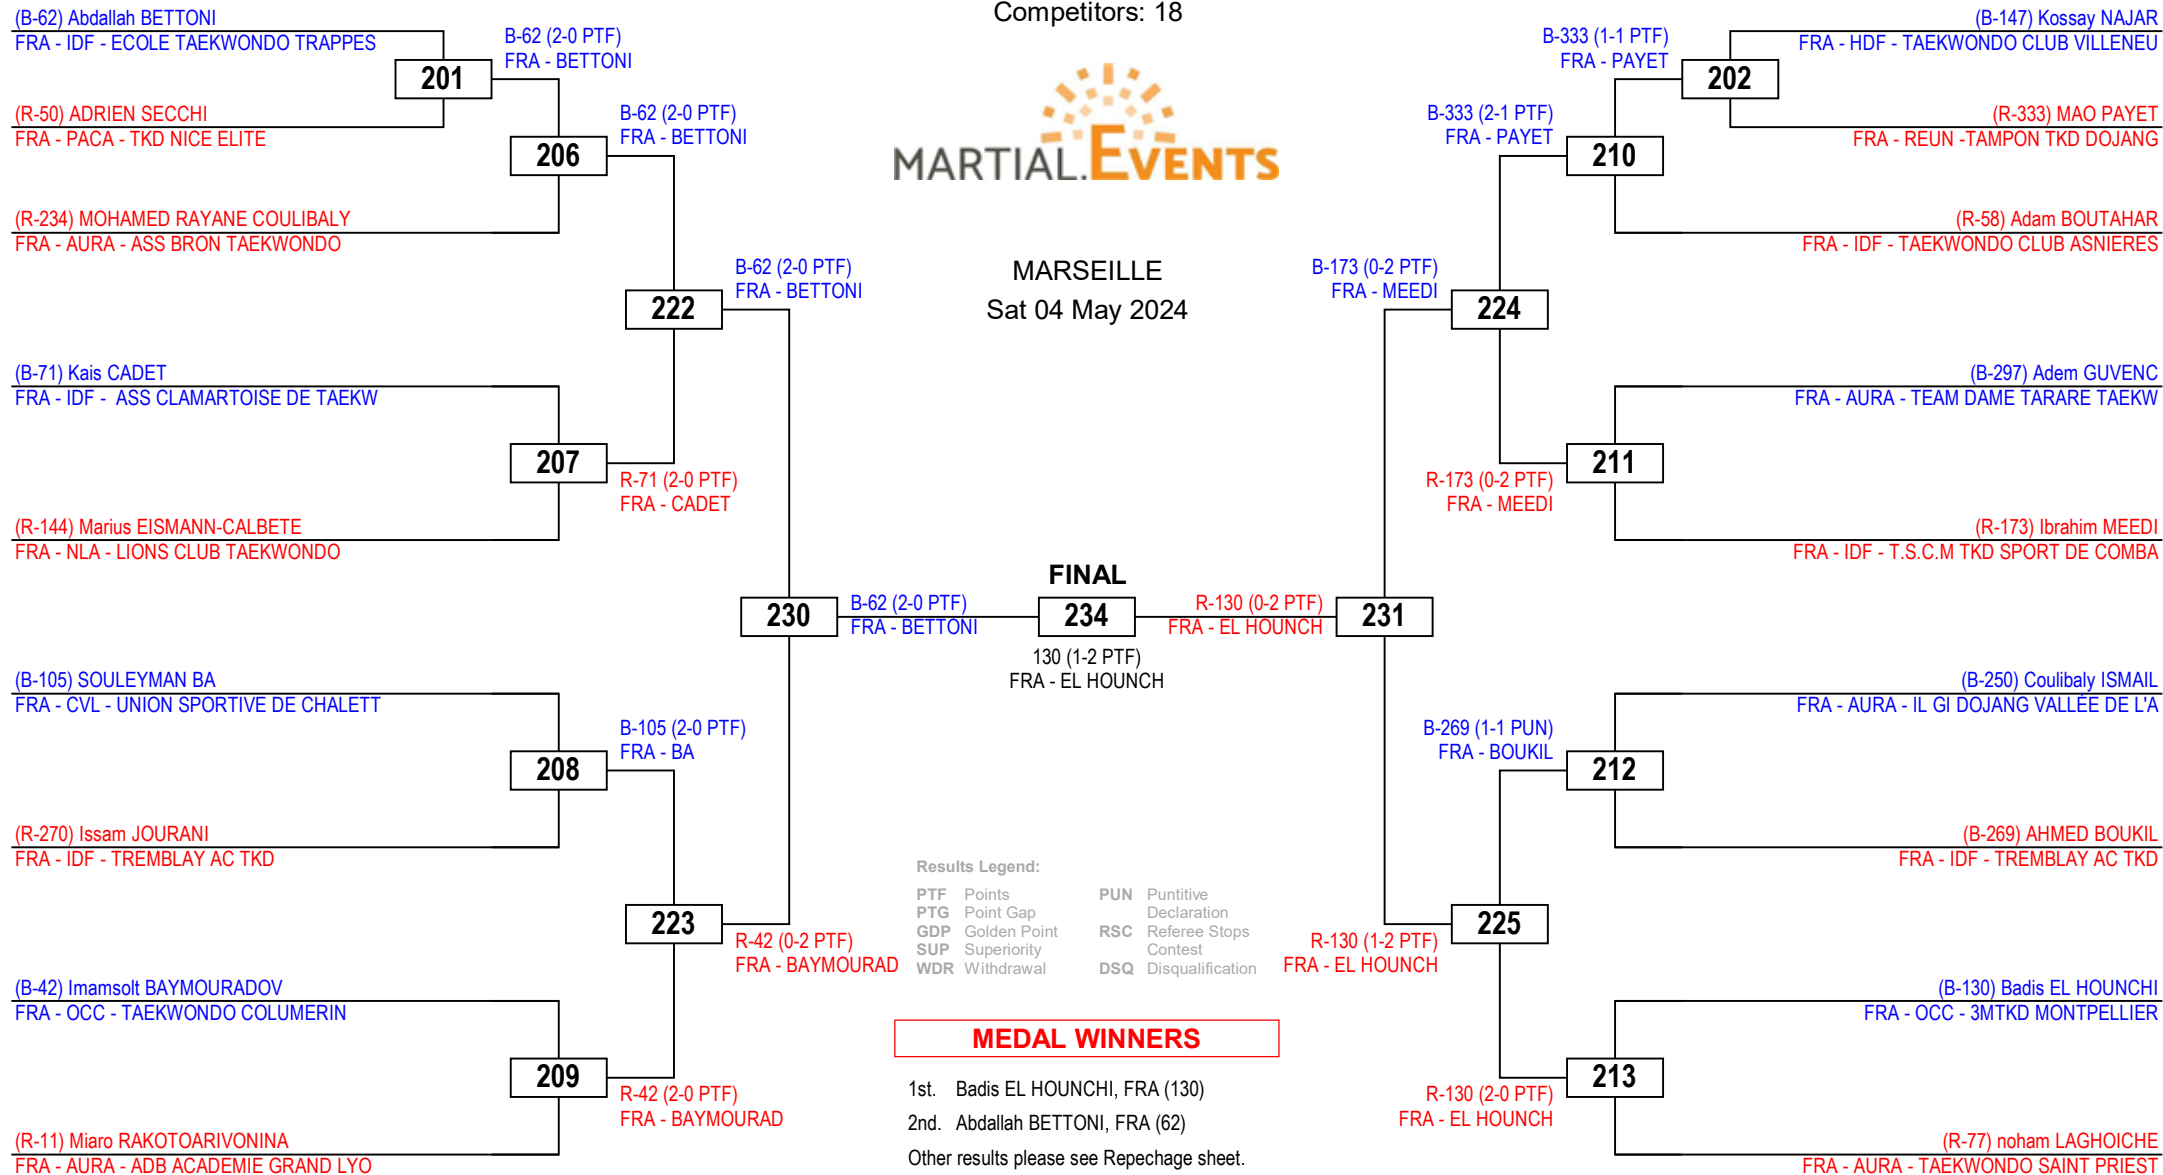 Competitors: 18
MARTIAL.EVENTS
MARSEILLE
Sat 04 May 2024
(B-62) Abdallah BETTONI
FRA - IDF - ECOLE TAEKWONDO TRAPPES
201
(R-50) ADRIEN SECCHI
FRA - PACA - TKD NICE ELITE
B-62 (2-0 PTF)
FRA - BETTONI
206
(R-234) MOHAMED RAYANE COULIBALY
FRA - AURA - ASS BRON TAEKWONDO
B-62 (2-0 PTF)
FRA - BETTONI
222
B-62 (2-0 PTF)
FRA - BETTONI
(B-71) Kais CADET
FRA - IDF -  ASS CLAMARTOISE DE TAEKW
207
R-71 (2-0 PTF)
FRA - CADET
(R-144) Marius EISMANN-CALBETE
FRA - NLA - LIONS CLUB TAEKWONDO
230
B-62 (2-0 PTF)
FRA - BETTONI
(B-105) SOULEYMAN BA
FRA - CVL - UNION SPORTIVE DE CHALETT
208
B-105 (2-0 PTF)
FRA - BA
(R-270) Issam JOURANI
FRA - IDF - TREMBLAY AC TKD
223
R-42 (0-2 PTF)
FRA - BAYMOURAD
(B-42) Imamsolt BAYMOURADOV
FRA - OCC - TAEKWONDO COLUMERIN
209
R-42 (2-0 PTF)
FRA - BAYMOURAD
(R-11) Miaro RAKOTOARIVONINA
FRA - AURA - ADB ACADEMIE GRAND LYO
FINAL
234
130 (1-2 PTF)
FRA - EL HOUNCH
(B-147) Kossay NAJAR
FRA - HDF - TAEKWONDO CLUB VILLENEU
202
(R-333) MAO PAYET
FRA - REUN -TAMPON TKD DOJANG
B-333 (1-1 PTF)
FRA - PAYET
210
(R-58) Adam BOUTAHAR
FRA - IDF - TAEKWONDO CLUB ASNIERES
B-333 (2-1 PTF)
FRA - PAYET
224
B-173 (0-2 PTF)
FRA - MEEDI
(B-297) Adem GUVENC
FRA - AURA - TEAM DAME TARARE TAEKW
211
R-173 (0-2 PTF)
FRA - MEEDI
(R-173) Ibrahim MEEDI
FRA - IDF - T.S.C.M TKD SPORT DE COMBA
231
R-130 (0-2 PTF)
FRA - EL HOUNCH
(B-250) Coulibaly ISMAIL
FRA - AURA - IL GI DOJANG VALLÉE DE L'A
212
B-269 (1-1 PUN)
FRA - BOUKIL
(B-269) AHMED BOUKIL
FRA - IDF - TREMBLAY AC TKD
225
R-130 (1-2 PTF)
FRA - EL HOUNCH
(B-130) Badis EL HOUNCHI
FRA - OCC - 3MTKD MONTPELLIER
213
R-130 (2-0 PTF)
FRA - EL HOUNCH
(R-77) noham LAGHOICHE
FRA - AURA - TAEKWONDO SAINT PRIEST
Results Legend:
PTF Points
PTG Point Gap
GDP Golden Point
SUP Superiority
WDR Withdrawal
PUN Puntitive
Declaration
RSC Referee Stops
Contest
DSQ Disqualification
MEDAL WINNERS
1st. Badis EL HOUNCHI, FRA (130)
2nd. Abdallah BETTONI, FRA (62)
Other results please see Repechage sheet.